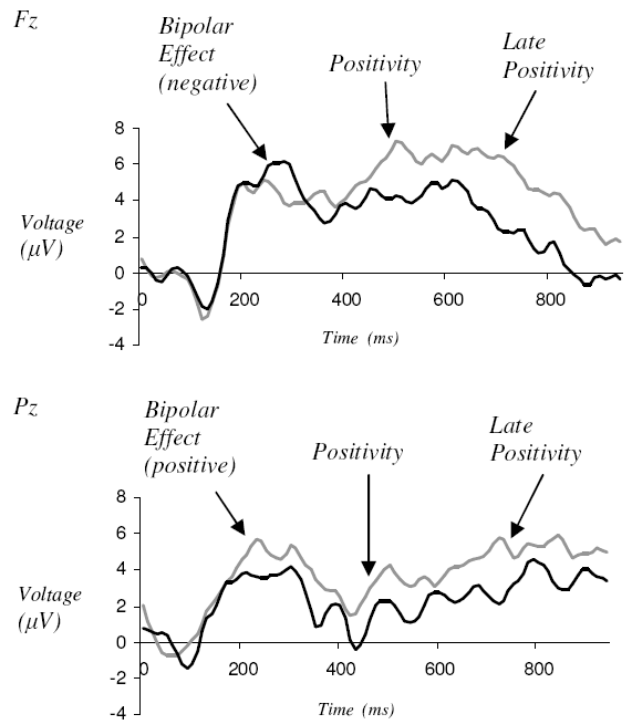 Fz
Bipolar
Effect
(negative)
Positivity
Late
Positivity
8
6
4
2
0
-2
-4
Voltage
(μV)
0
200
400
600
800
Time (ms)
Pz
Bipolar
Effect
(positive)
Positivity
Late
Positivity
8
6
4
2
0
-2
-4
Voltage
(μV)
0
200
400
600
800
Time (ms)